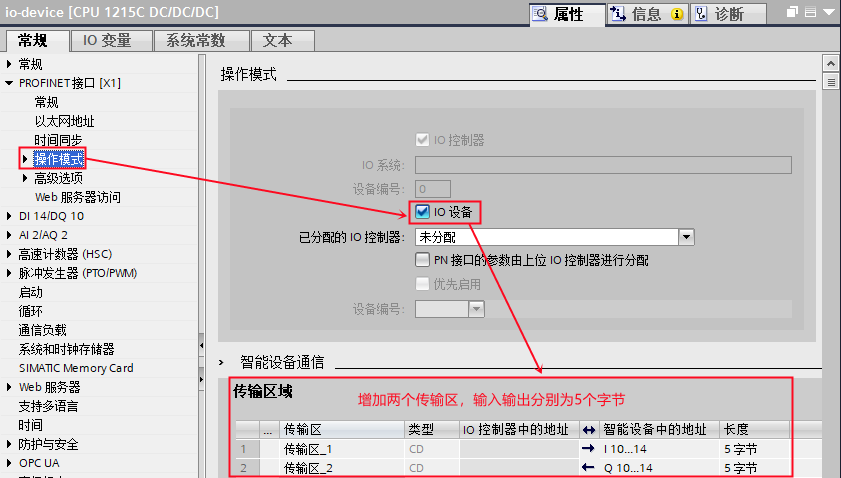 io-device [CPU 1215C DC/DC/DC]
属性
信息
诊断
常规
IO 变量
系统常数
文本
常规
PROFINET接口 [X1]
常规
以太网地址
时间同步
操作模式
高级选项
Web 服务器访问
DI 14/DQ 10
AI 2/AQ 2
高速计数器 (HSC)
脉冲发生器 (PTO/PWM)
启动
循环
通信负载
系统和时钟存储器
SIMATIC Memory Card
Web 服务器
支持多语言
时间
防护与安全
OPC UA
操作模式
IO 控制器
IO 系统:
设备编号: 0
IO 设备
已分配的 IO 控制器: 未分配
PN 接口的参数由上位 IO 控制器进行分配
优先启用
设备编号:
智能设备通信
传输区域
增加两个传输区，输入输出分别为5个字节
... 传输区 类型 IO 控制器中的地址 ↔ 智能设备中的地址 长度
1 传输区_1 CD → I 10...14 5 字节
2 传输区_2 CD ← Q 10...14 5 字节